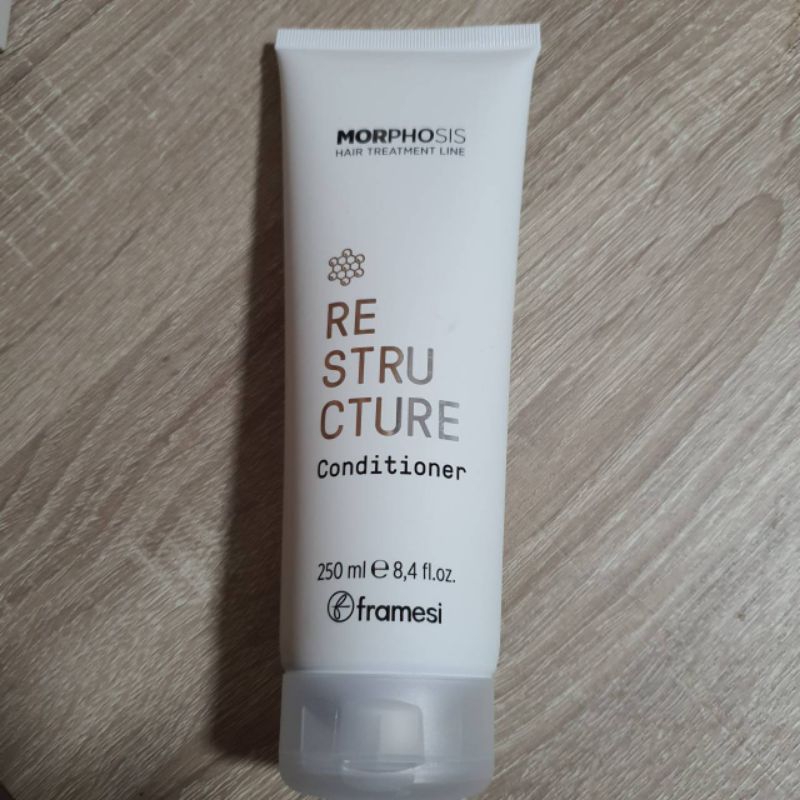 MORPHOSIS
HAIR TREATMENT LINE
RE
STRU
CTURE
Conditioner
250 ml ℮ 8,4 fl.oz.
framesi